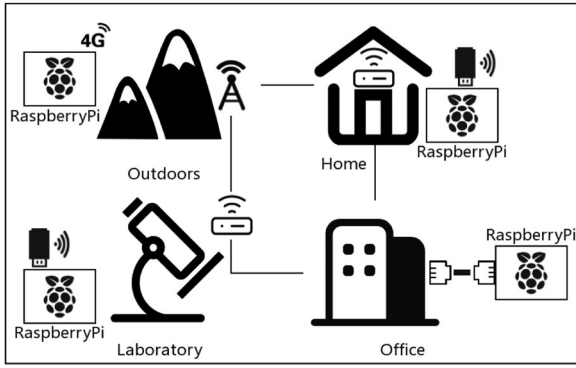 4G
RaspberryPi
Outdoors
Home
RaspberryPi
RaspberryPi
RaspberryPi
Laboratory
Office